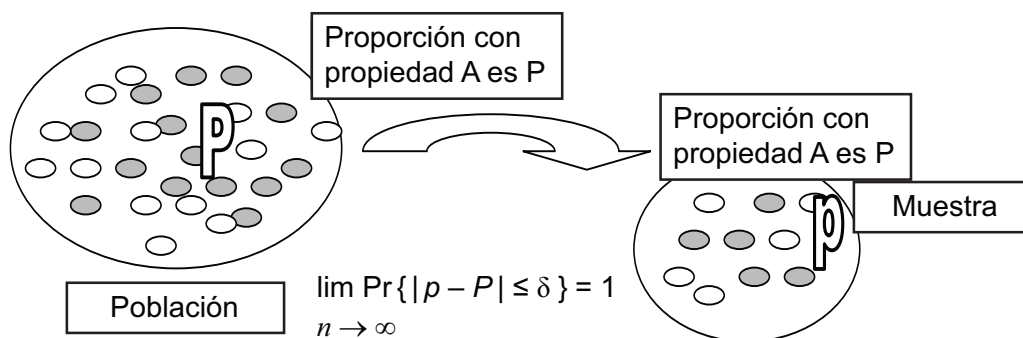 Proporción con
propiedad A es P
P
Proporción con
propiedad A es P
p
Muestra
Población
lim Pr { | p – P | ≤ δ } = 1
n → ∞